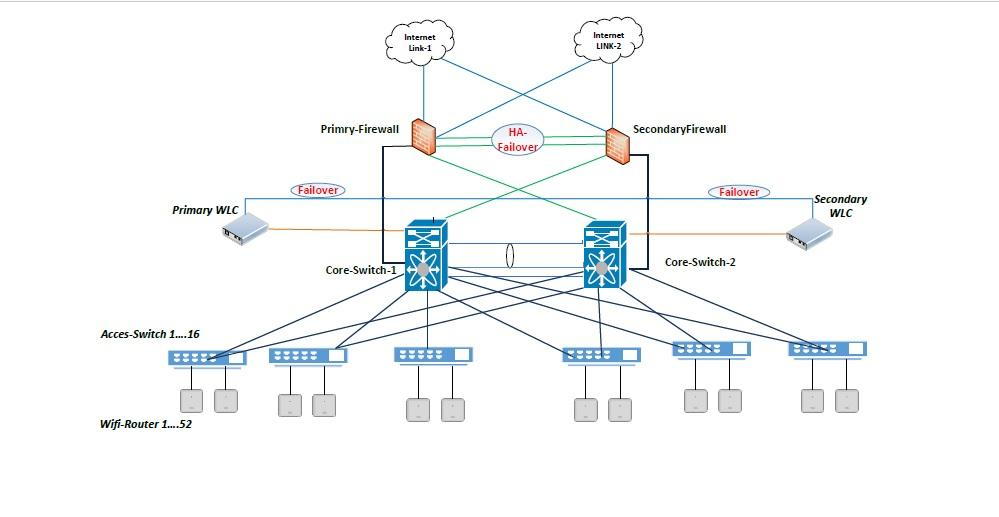 Internet
Link-1
Internet
LINK-2
Primry-Firewall
HA-
Failover
SecondaryFirewall
Failover
Failover
Primary WLC
Secondary
WLC
Core-Switch-1
Core-Switch-2
Acces-Switch 1....16
Wifi-Router 1....52